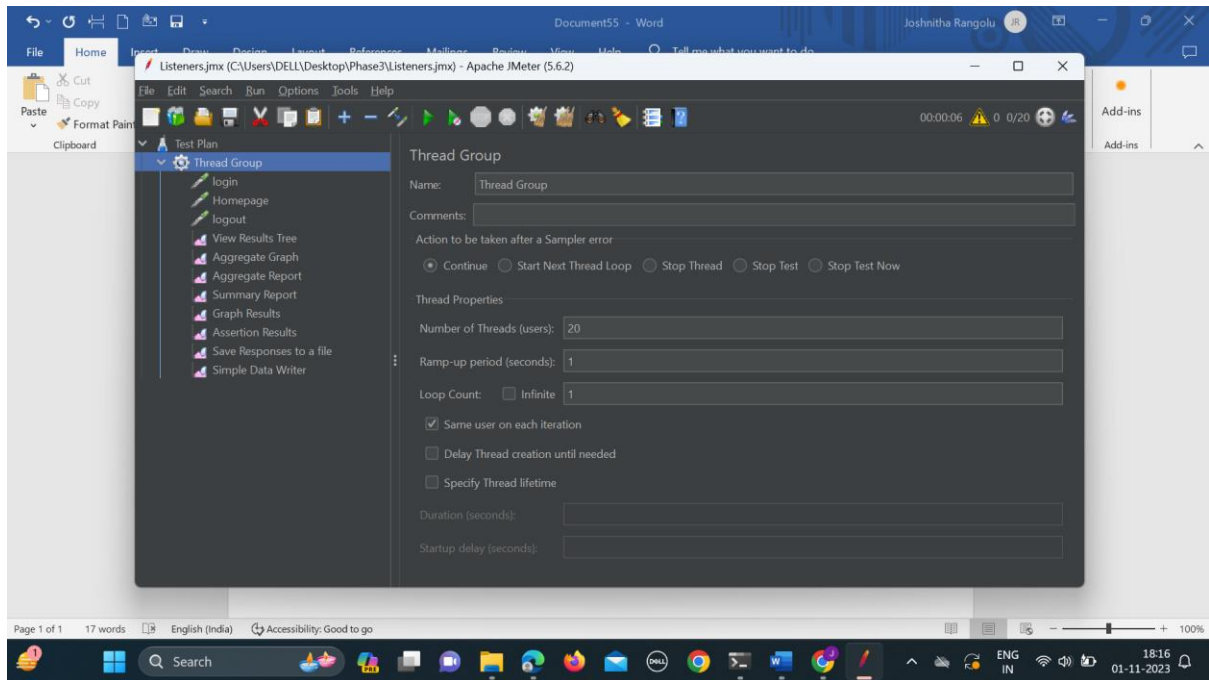 Document55 - Word
Joshnitha Rangolu JR
File Home Insert Draw Design Layout References Mailings Review View Help Tell me what you want to do
Listeners.jmx (C:\Users\DELL\Desktop\Phase3\Listeners.jmx) - Apache JMeter (5.6.2)
File Edit Search Run Options Tools Help
Paste
Cut
Copy
Format Pain
Clipboard
00:00:06 0 0/20
Add-ins
Add-ins
Test Plan
Thread Group
login
Homepage
logout
View Results Tree
Aggregate Graph
Aggregate Report
Summary Report
Graph Results
Assertion Results
Save Responses to a file
Simple Data Writer
Thread Group
Name: Thread Group
Comments:
Action to be taken after a Sampler error
Continue Start Next Thread Loop Stop Thread Stop Test Stop Test Now
Thread Properties
Number of Threads (users): 20
Ramp-up period (seconds): 1
Loop Count: Infinite 1
Same user on each iteration
Delay Thread creation until needed
Specify Thread lifetime
Duration (seconds):
Startup delay (seconds):
Page 1 of 1 17 words English (India) Accessibility: Good to go 100%
1 Search PRE DELL W J ENG 18:16
IN 01-11-2023